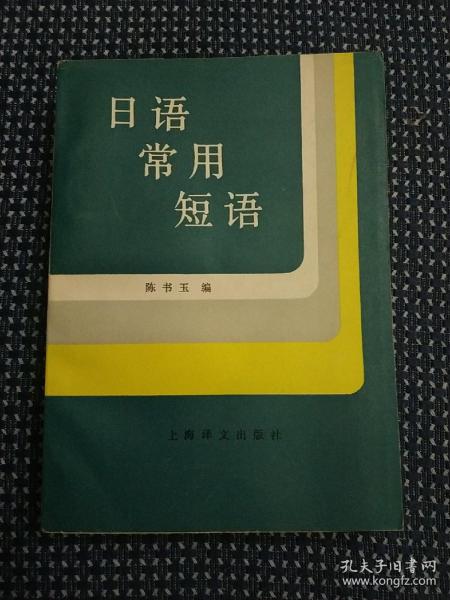 日语
常用
短语
陈书玉 编
上海译文出版社
孔夫子旧书网
www.kongfz.com